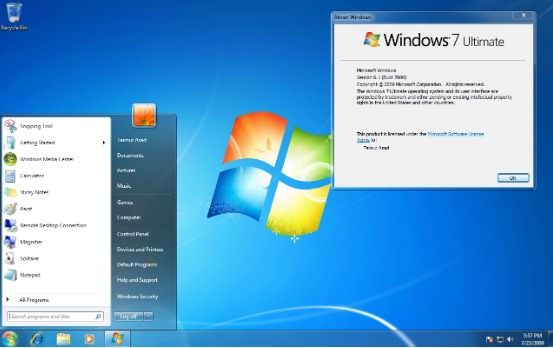 Recycle Bin
About Windows
Windows 7 Ultimate
Microsoft Windows
Version 6.1 (Build 7600)
Copyright © 2009 Microsoft Corporation. All rights reserved.
The Windows 7 Ultimate operating system and its user interface are
protected by trademark and other pending or existing intellectual property
rights in the United States and other countries.
This product is licensed under the Microsoft Software License
Terms to:
Taimur Asad
OK
Snipping Tool
Getting Started
Windows Media Center
Calculator
Sticky Notes
Paint
Remote Desktop Connection
Magnifier
Solitaire
Notepad
All Programs
Search programs and files
Taimur Asad
Documents
Pictures
Music
Games
Computer
Control Panel
Devices and Printers
Default Programs
Help and Support
Windows Security
Log off
5:57 PM
7/23/2009